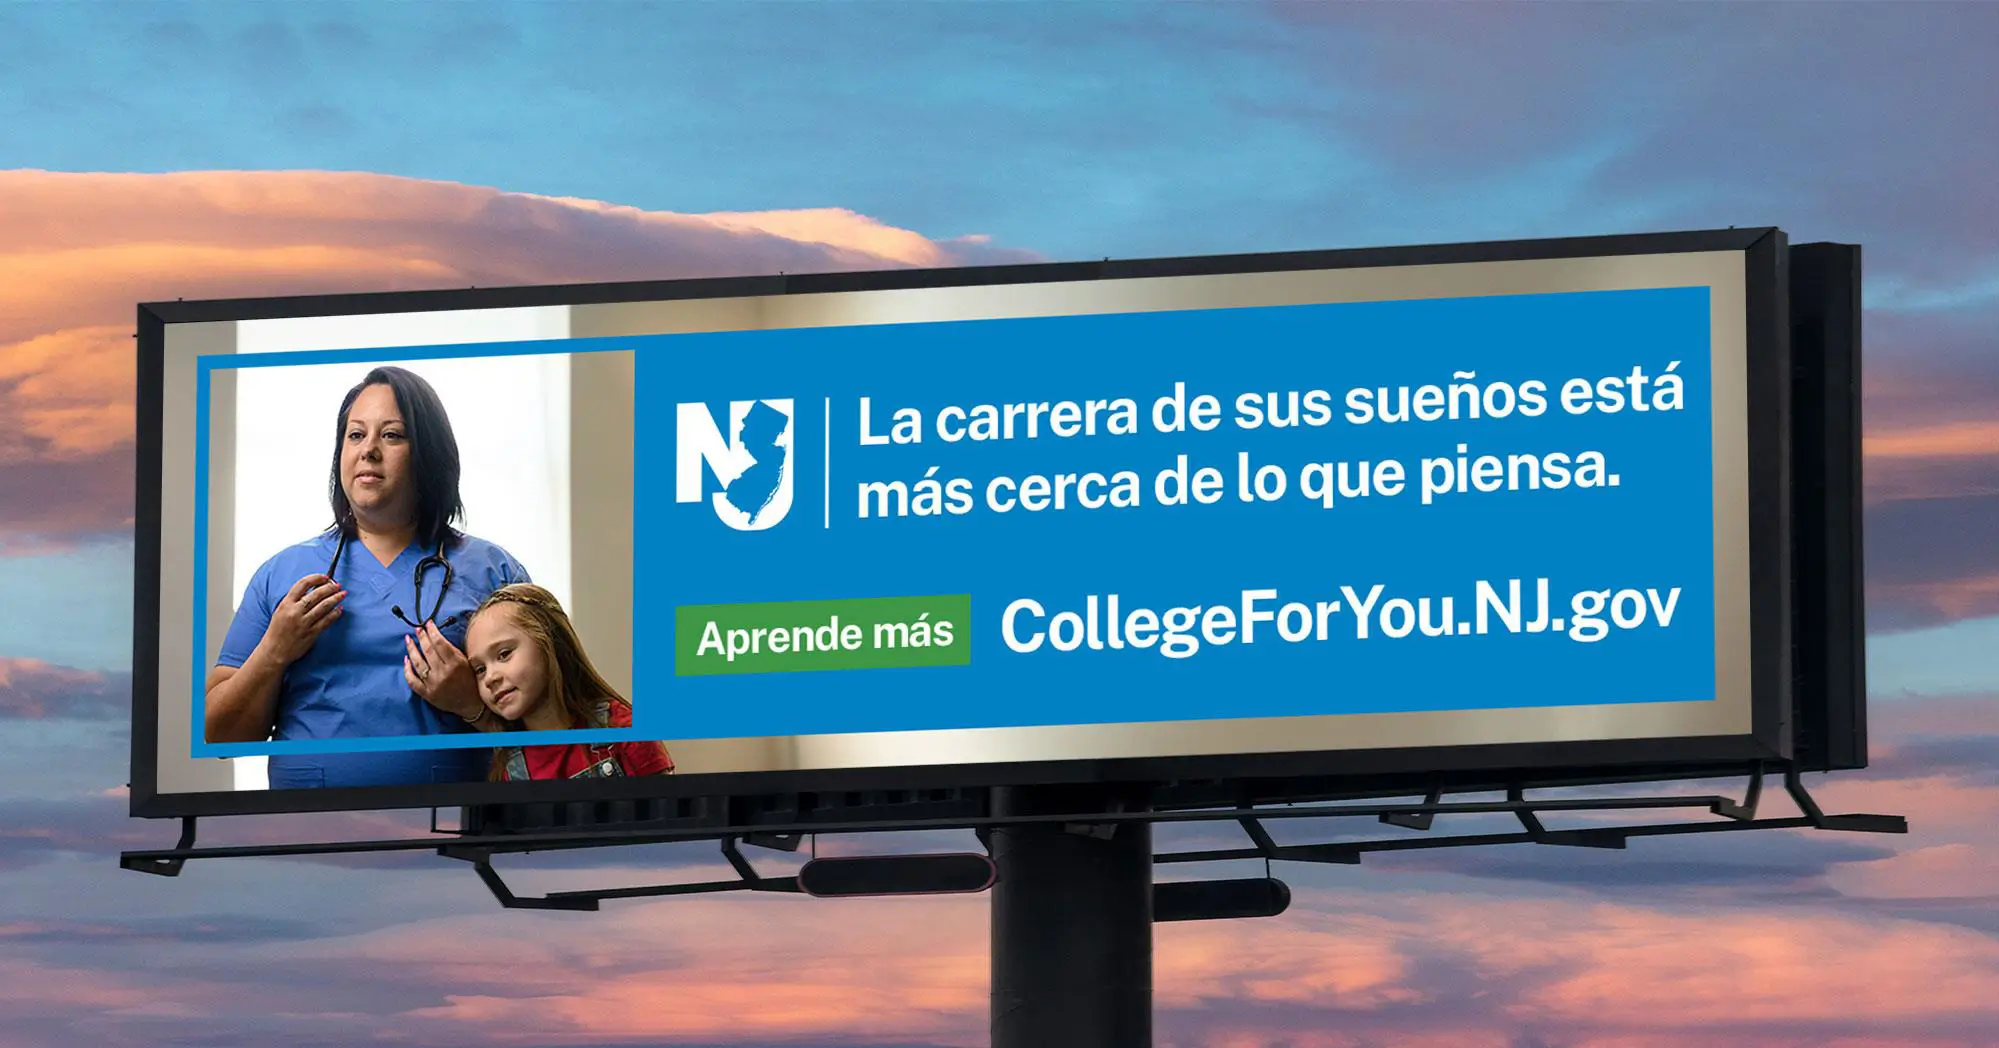 NJ
La carrera de sus sueños está
más cerca de lo que piensa.
Aprende más
CollegeForYou.NJ.gov